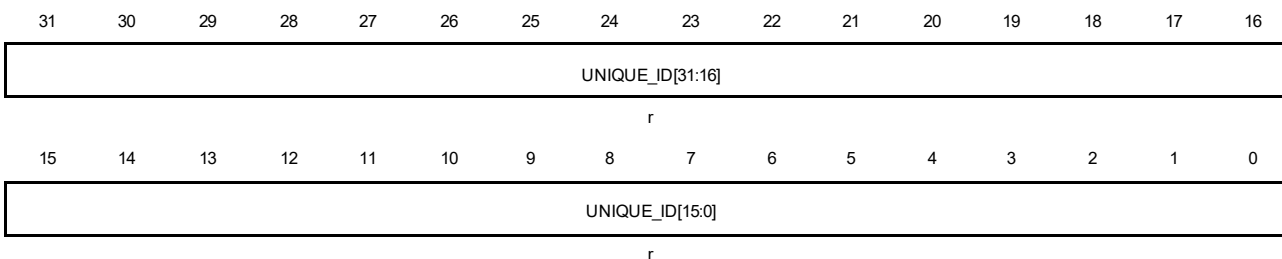 31 30 29 28 27 26 25 24 23 22 21 20 19 18 17 16
UNIQUE_ID[31:16]
r
15 14 13 12 11 10 9 8 7 6 5 4 3 2 1 0
UNIQUE_ID[15:0]
r